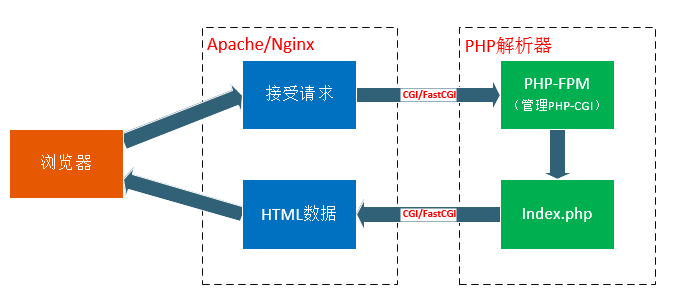 Apache/Nginx
PHP解析器
接受请求
CGI/FastCGI
PHP-FPM
（管理PHP-CGI）
浏览器
HTML数据
CGI/FastCGI
Index.php